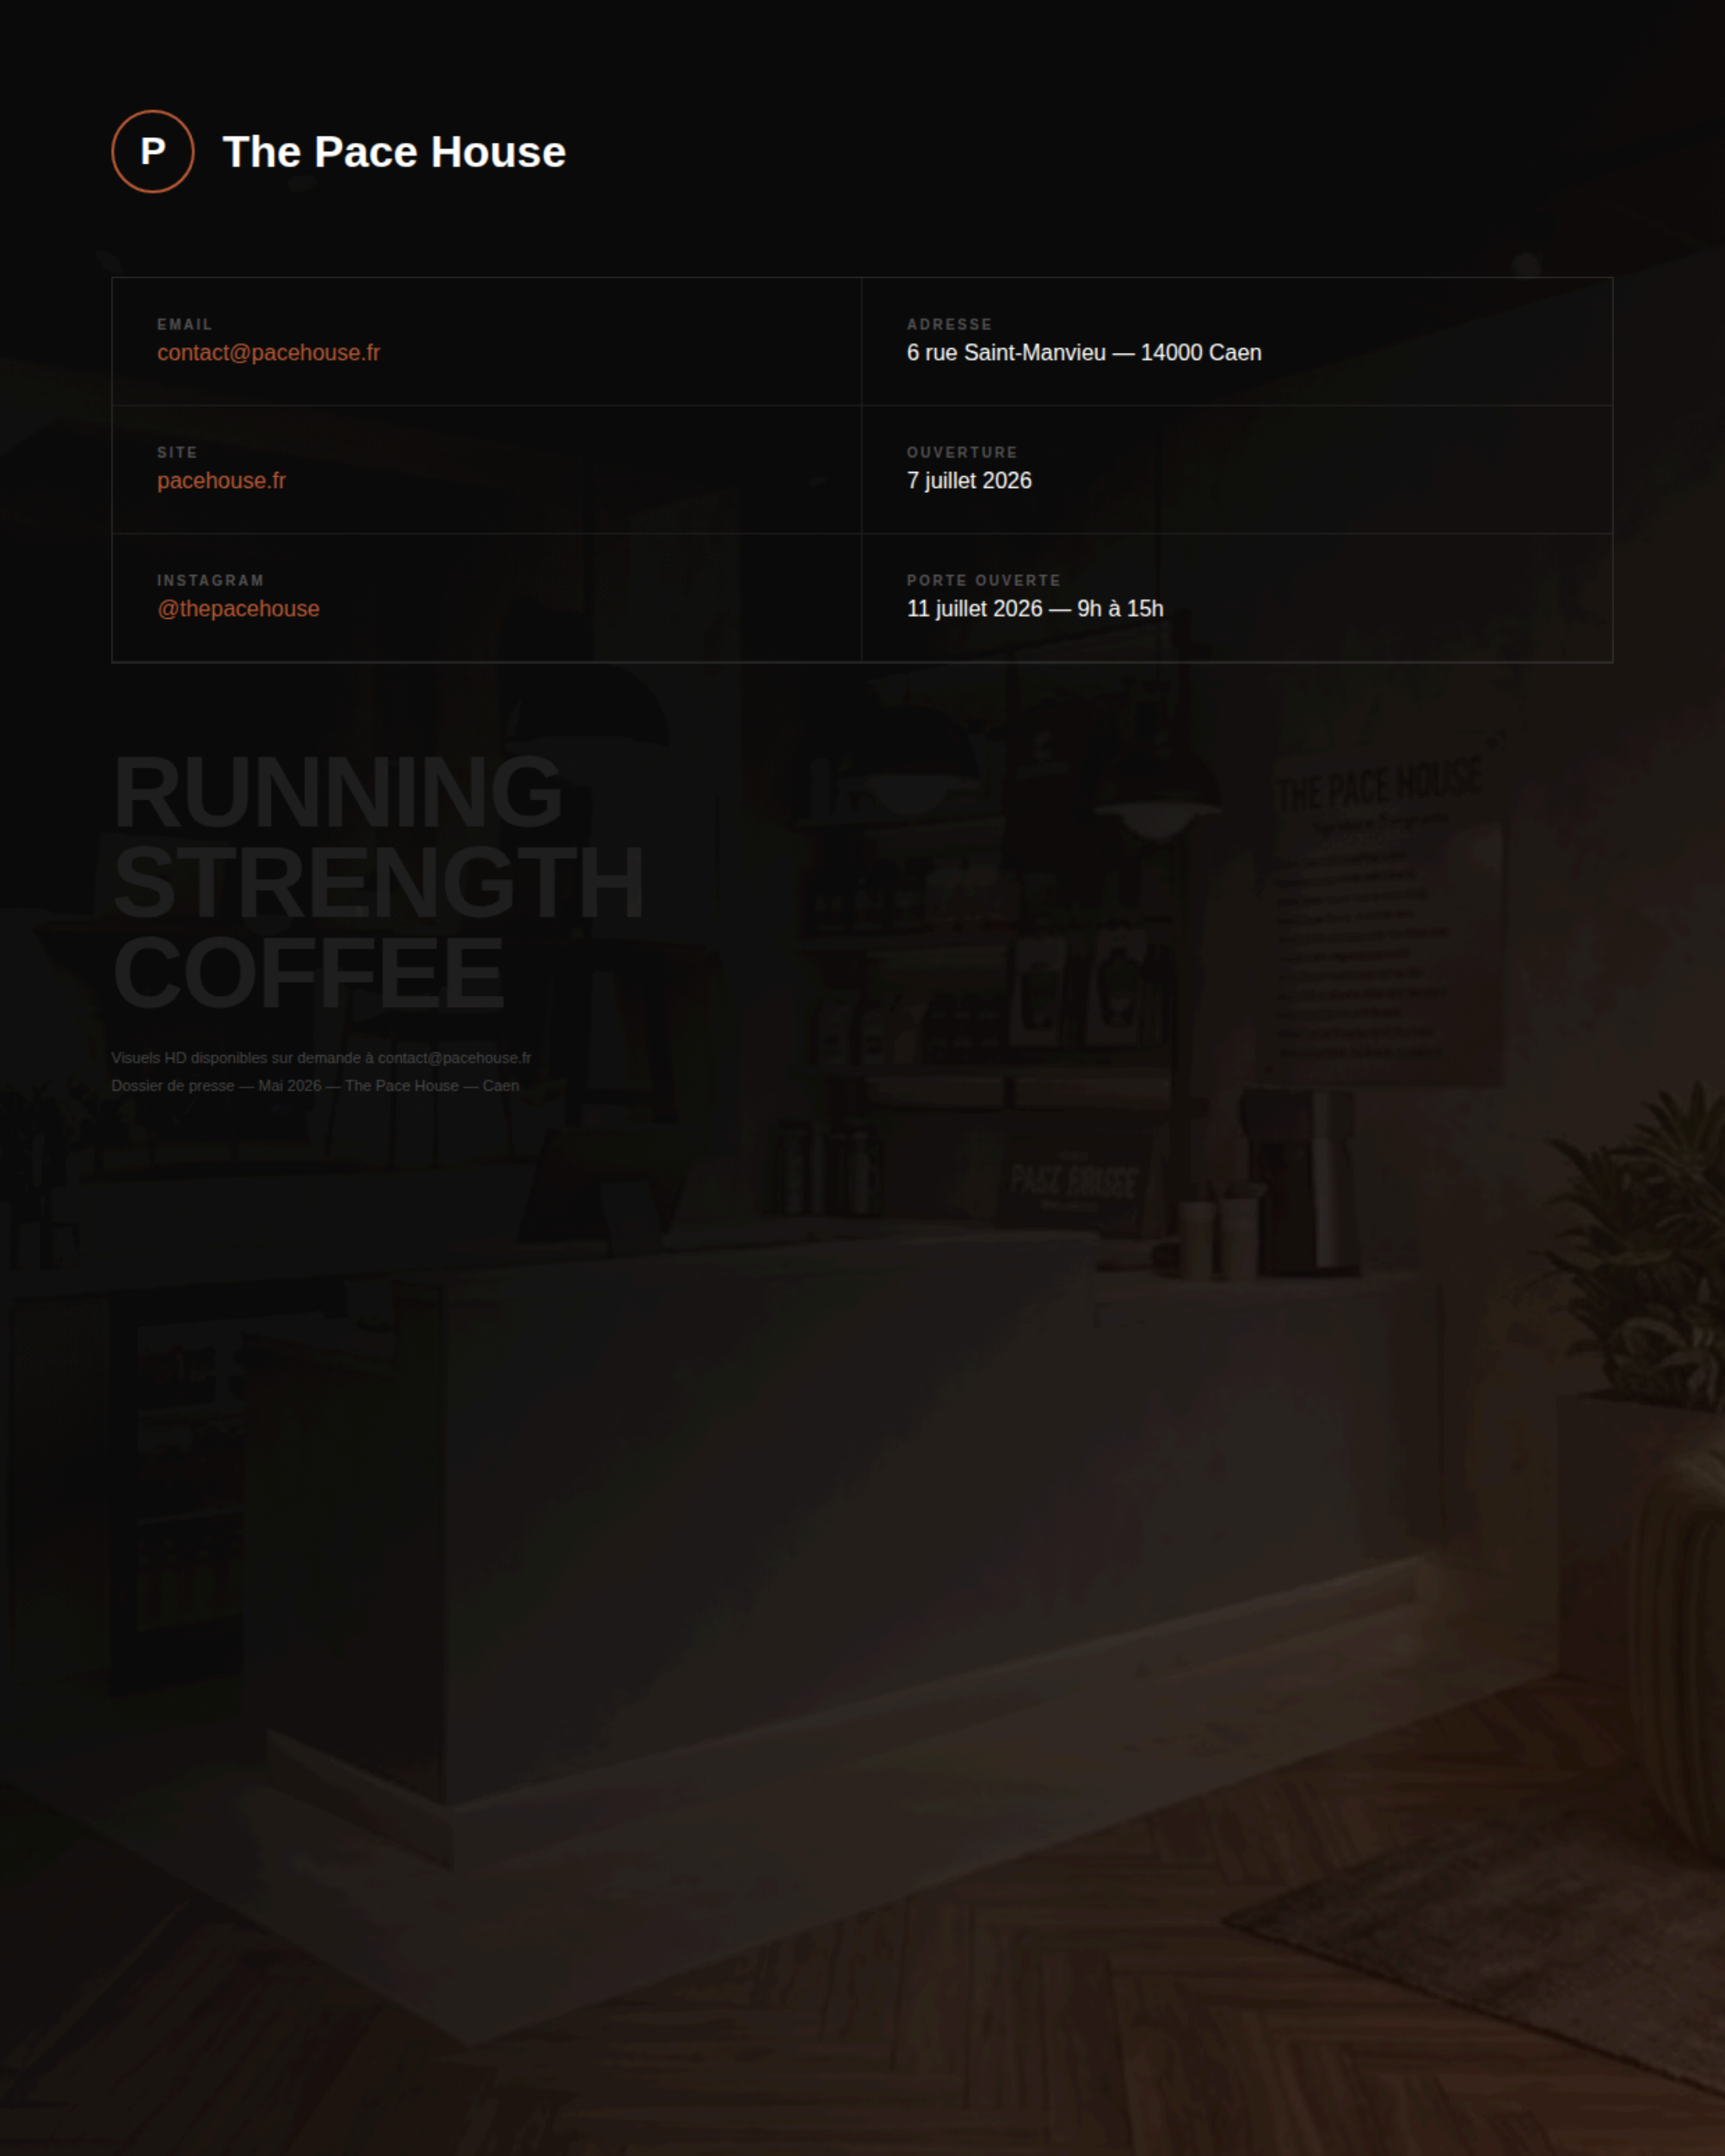 P
The Pace House
EMAIL
contact@pacehouse.fr
ADRESSE
6 rue Saint-Manvieu — 14000 Caen
SITE
pacehouse.fr
OUVERTURE
7 juillet 2026
INSTAGRAM
@thepacehouse
PORTE OUVERTE
11 juillet 2026 — 9h à 15h
RUNNING
STRENGTH
COFFEE
Visuels HD disponibles sur demande à contact@pacehouse.fr
Dossier de presse — Mai 2026 — The Pace House — Caen
THE PACE HOUSE